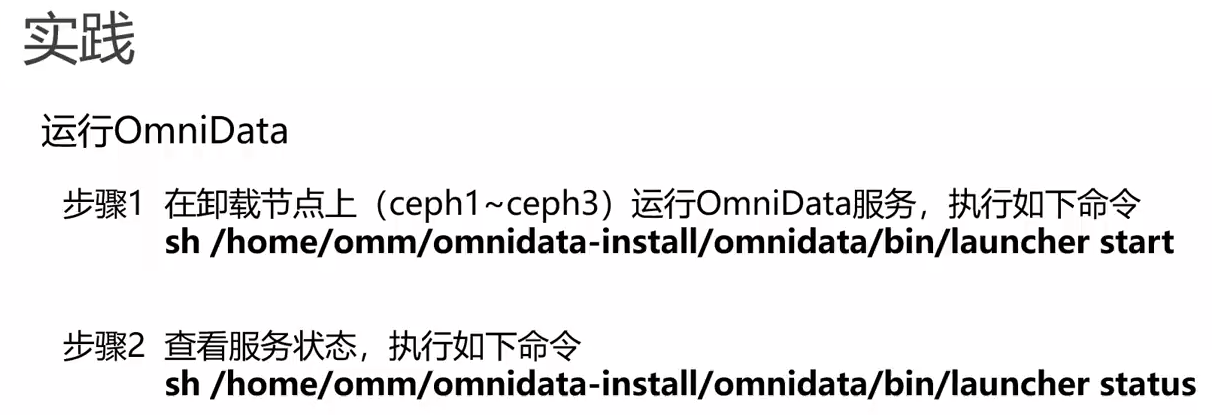 实践
运行OmniData
步骤1 在卸载节点上（ceph1~ceph3）运行OmniData服务，执行如下命令
sh /home/omm/omnidata-install/omnidata/bin/launcher start
步骤2 查看服务状态，执行如下命令
sh /home/omm/omnidata-install/omnidata/bin/launcher status